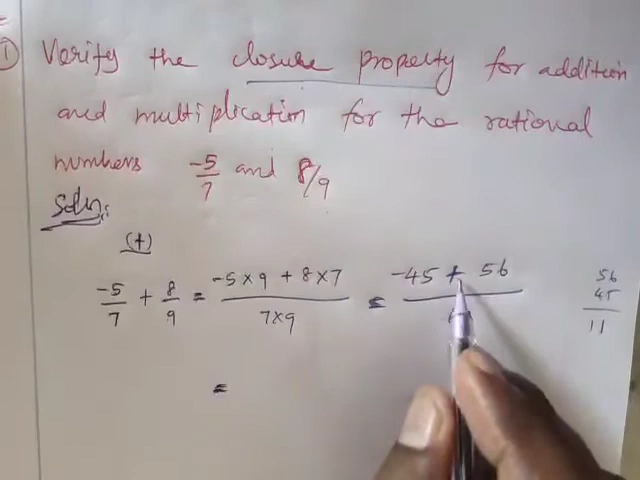 ① Verify the closure property for addition
and multiplication for the rational
numbers -5/7 and 8/9
Soln:
(+)
-5/7 + 8/9 = (-5×9 + 8×7)/(7×9) = (-45 + 56)/
56
45
11
=